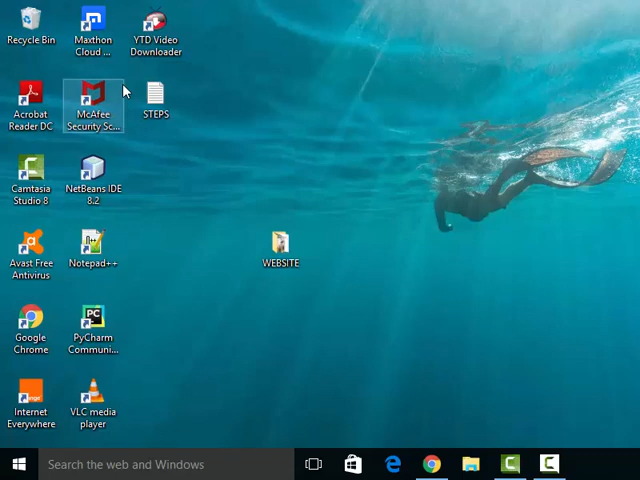 Recycle Bin
Maxthon
Cloud ...
YTD Video
Downloader
Acrobat
Reader DC
McAfee
Security Sc...
STEPS
Camtasia
Studio 8
NetBeans IDE
8.2
Avast Free
Antivirus
Notepad++
WEBSITE
Google
Chrome
PC
PyCharm
Communi...
Internet
Everywhere
VLC media
player
Search the web and Windows